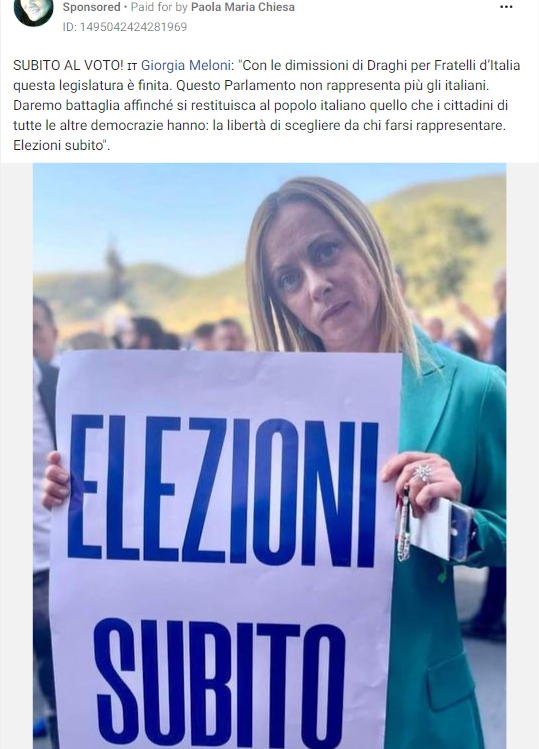 Sponsored • Paid for by Paola Maria Chiesa
ID: 1495042424281969
SUBITO AL VOTO! IT Giorgia Meloni: "Con le dimissioni di Draghi per Fratelli d’Italia
questa legislatura è finita. Questo Parlamento non rappresenta più gli italiani.
Daremo battaglia affinché si restituisca al popolo italiano quello che i cittadini di
tutte le altre democrazie hanno: la libertà di scegliere da chi farsi rappresentare.
Elezioni subito".
ELEZIONI
SUBITO